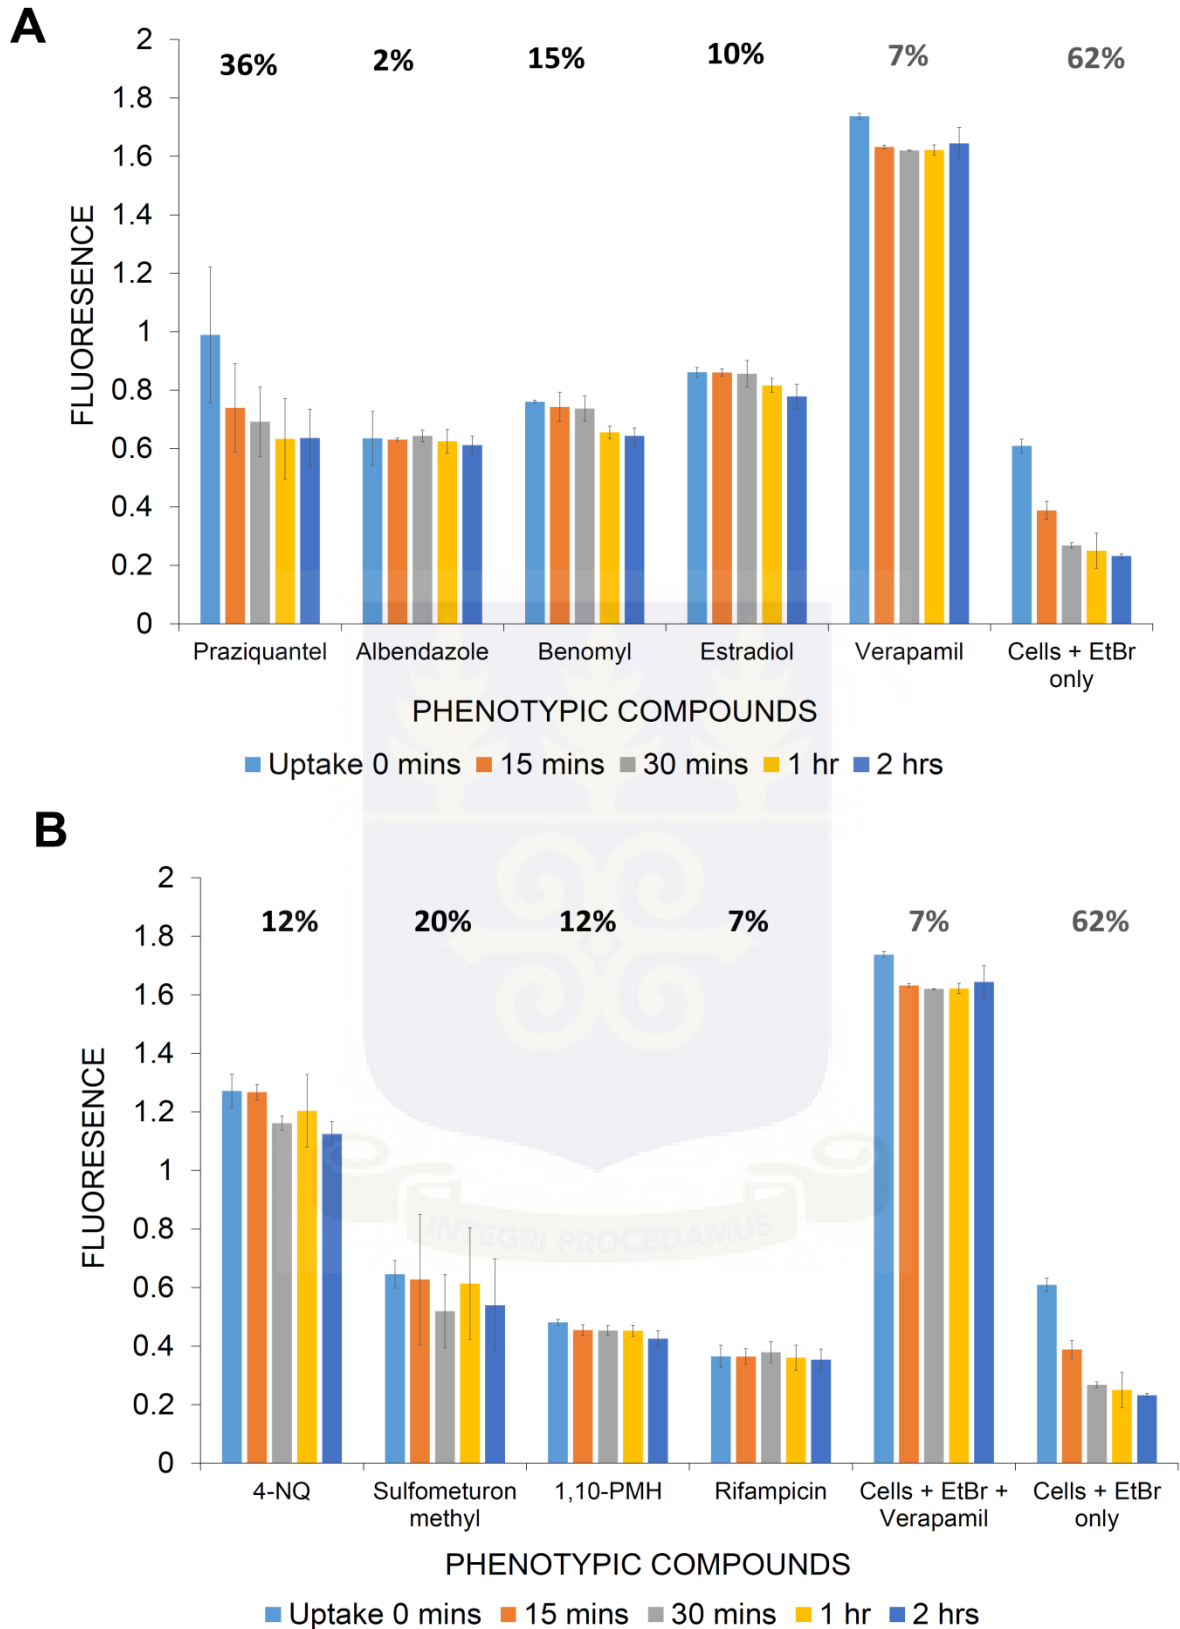 A
2
36%
2%
15%
10%
7%
62%
1.8
1.6
1.4
1.2
1
0.8
0.6
0.4
0.2
0
FLUORESENCE
Praziquantel
Albendazole
Benomyl
Estradiol
Verapamil
Cells + EtBr
only
PHENOTYPIC COMPOUNDS
Uptake 0 mins 15 mins 30 mins 1 hr 2 hrs
B
2
12%
20%
12%
7%
7%
62%
1.8
1.6
1.4
1.2
1
0.8
0.6
0.4
0.2
0
FLUORESENCE
INTEGRI PROCEDAMUS
4-NQ
Sulfometuron
methyl
1,10-PMH
Rifampicin
Cells + EtBr +
Verapamil
Cells + EtBr
only
PHENOTYPIC COMPOUNDS
Uptake 0 mins 15 mins 30 mins 1 hr 2 hrs